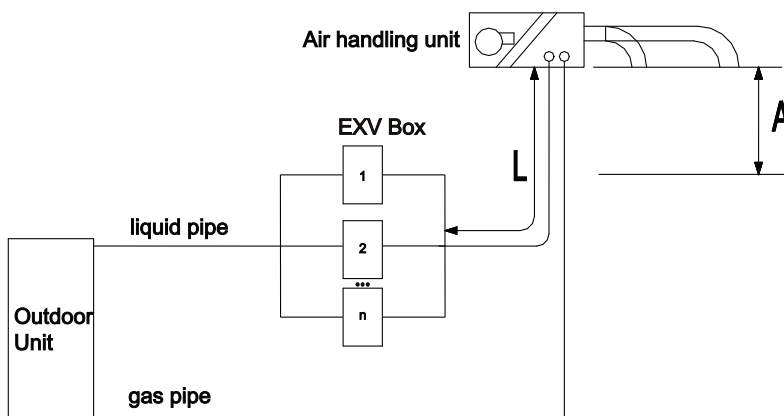 Air handling unit
A
EXV Box
1
L
liquid pipe
2
•••
n
Outdoor
Unit
gas pipe